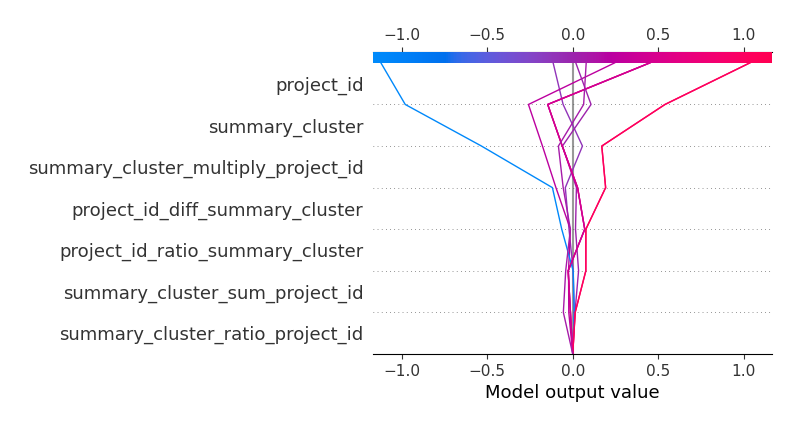 −1.0 −0.5 0.0 0.5 1.0
project_id
summary_cluster
summary_cluster_multiply_project_id
project_id_diff_summary_cluster
project_id_ratio_summary_cluster
summary_cluster_sum_project_id
summary_cluster_ratio_project_id
−1.0 −0.5 0.0 0.5 1.0
Model output value